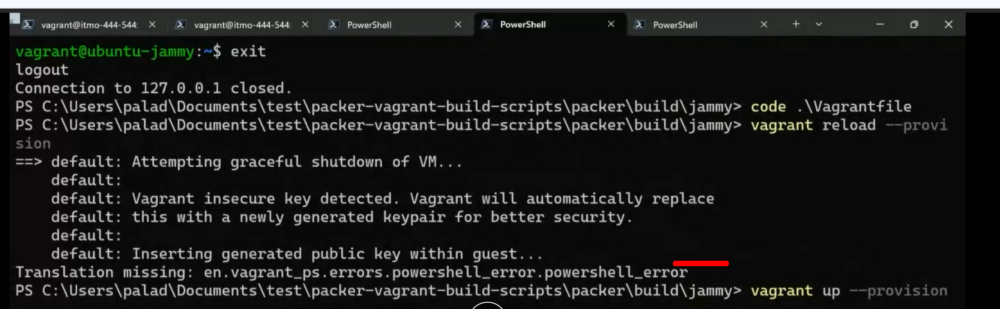 vagrant@itmo-444-544: vagrant@itmo-444-544: PowerShell PowerShell PowerShell
vagrant@ubuntu-jammy:~$ exit
logout
Connection to 127.0.0.1 closed.
PS C:\Users\palad\Documents\test\packer-vagrant-build-scripts\packer\build\jammy> code .\Vagrantfile
PS C:\Users\palad\Documents\test\packer-vagrant-build-scripts\packer\build\jammy> vagrant reload --provi
sion
==> default: Attempting graceful shutdown of VM...
default:
default: Vagrant insecure key detected. Vagrant will automatically replace
default: this with a newly generated keypair for better security.
default:
default: Inserting generated public key within guest...
Translation missing: en.vagrant_ps.errors.powershell_error.powershell_error
PS C:\Users\palad\Documents\test\packer-vagrant-build-scripts\packer\build\jammy> vagrant up --provision